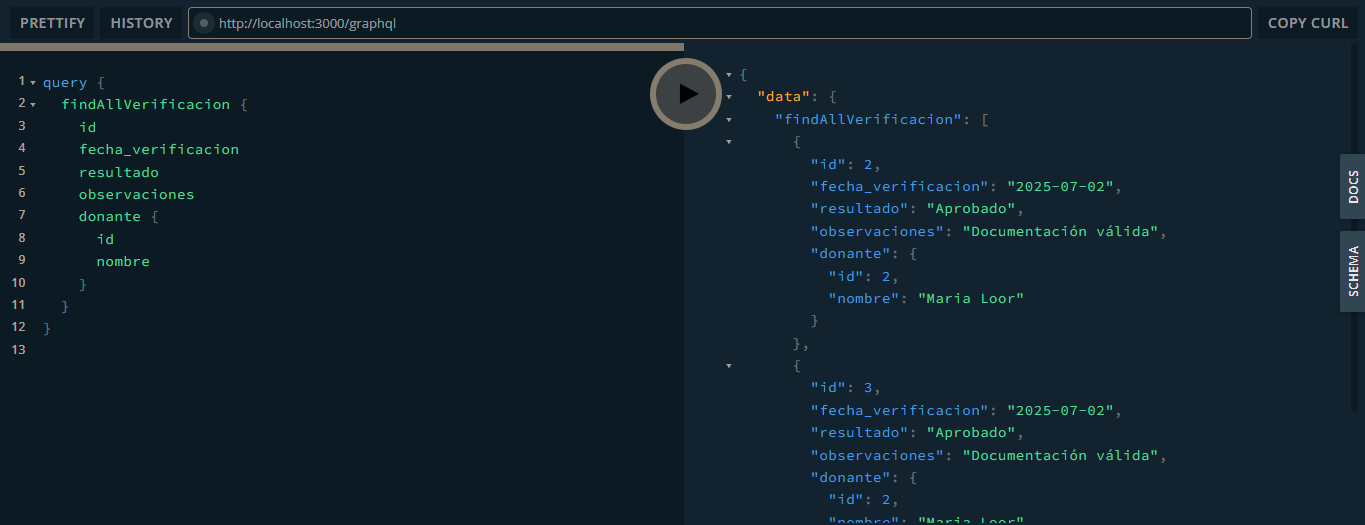 PRETTIFY HISTORY http://localhost:3000/graphql COPY CURL
1 query {
2 findAllVerificacion {
3 id
4 fecha_verificacion
5 resultado
6 observaciones
7 donante {
8 id
9 nombre
10 }
11 }
12 }
13
{
"data": {
"findAllVerificacion": [
{
"id": 2,
"fecha_verificacion": "2025-07-02",
"resultado": "Aprobado",
"observaciones": "Documentación válida",
"donante": {
"id": 2,
"nombre": "Maria Loor"
}
},
{
"id": 3,
"fecha_verificacion": "2025-07-02",
"resultado": "Aprobado",
"observaciones": "Documentación válida",
"donante": {
"id": 2,
"nombre": "Maria Loor"
DOCS
SCHEMA